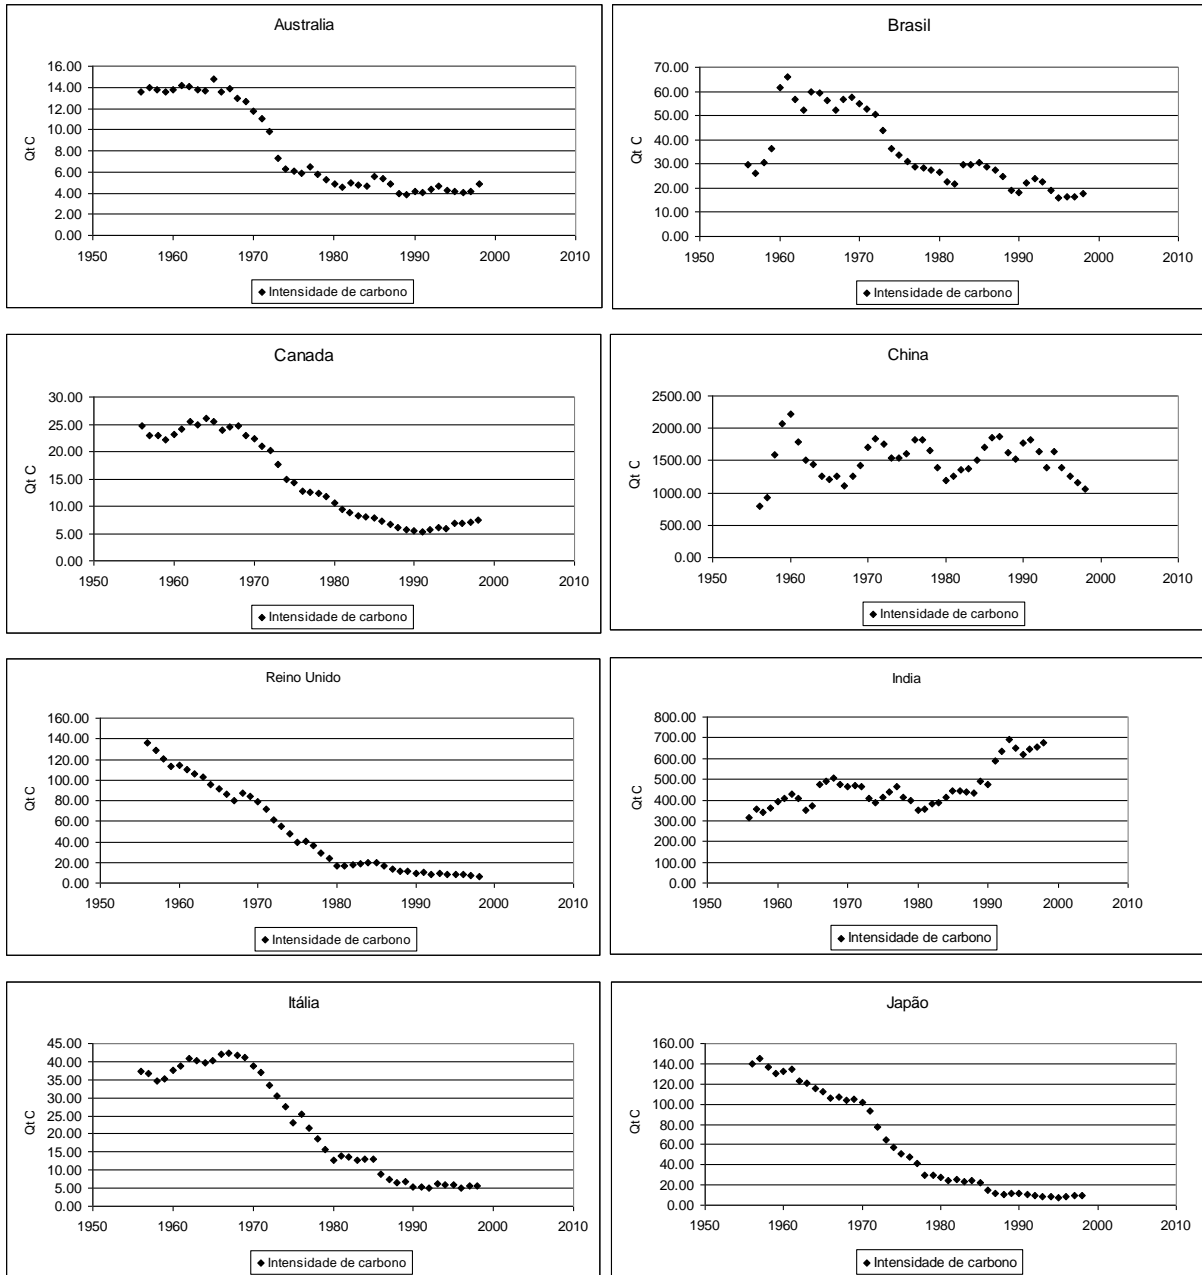 Australia
16.00
14.00
12.00
10.00
8.00
6.00
4.00
2.00
0.00
Qt C
1950 1960 1970 1980 1990 2000 2010
Intensidade de carbono
Brasil
70.00
60.00
50.00
40.00
30.00
20.00
10.00
0.00
Qt C
1950 1960 1970 1980 1990 2000 2010
Intensidade de carbono
Canada
30.00
25.00
20.00
15.00
10.00
5.00
0.00
Qt C
1950 1960 1970 1980 1990 2000 2010
Intensidade de carbono
China
2500.00
2000.00
1500.00
1000.00
500.00
0.00
Qt C
1950 1960 1970 1980 1990 2000 2010
Intensidade de carbono
Reino Unido
160.00
140.00
120.00
100.00
80.00
60.00
40.00
20.00
0.00
Qt C
1950 1960 1970 1980 1990 2000 2010
Intensidade de carbono
India
800.00
700.00
600.00
500.00
400.00
300.00
200.00
100.00
0.00
Qt C
1950 1960 1970 1980 1990 2000 2010
Intensidade de carbono
Itália
45.00
40.00
35.00
30.00
25.00
20.00
15.00
10.00
5.00
0.00
Qt C
1950 1960 1970 1980 1990 2000 2010
Intensidade de carbono
Japão
160.00
140.00
120.00
100.00
80.00
60.00
40.00
20.00
0.00
Qt C
1950 1960 1970 1980 1990 2000 2010
Intensidade de carbono